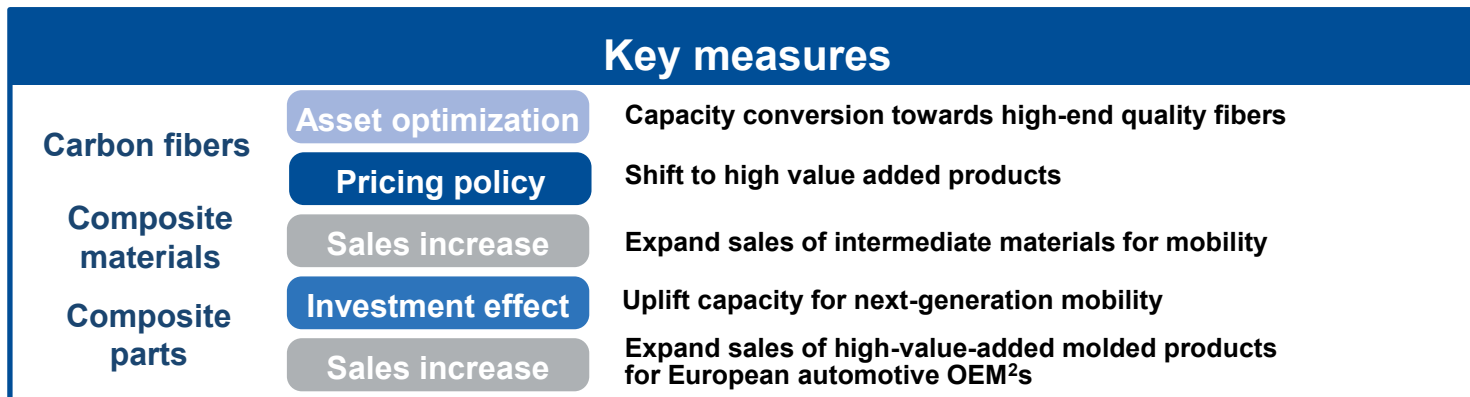 Key measures
Carbon fibers
Asset optimization
Capacity conversion towards high-end quality fibers
Pricing policy
Shift to high value added products
Composite
materials
Sales increase
Expand sales of intermediate materials for mobility
Composite
parts
Investment effect
Uplift capacity for next-generation mobility
Sales increase
Expand sales of high-value-added molded products
for European automotive OEM²s